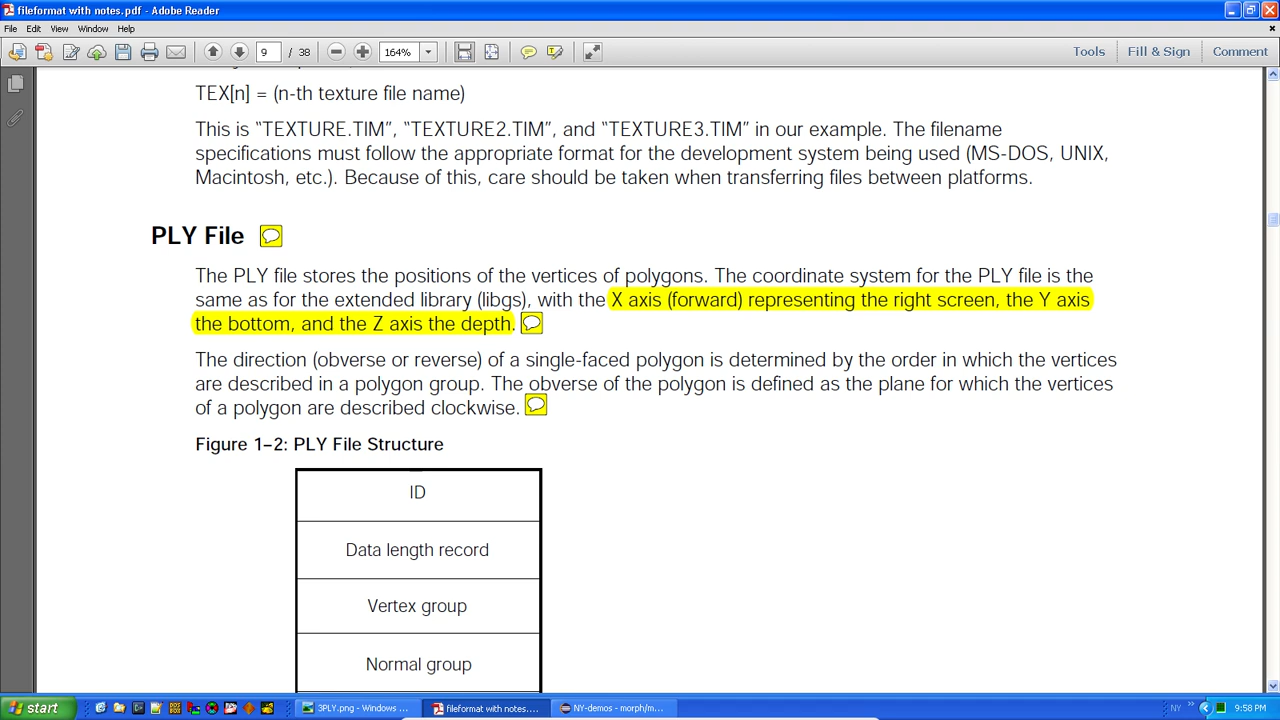 fileformat with notes.pdf - Adobe Reader
File Edit View Window Help
9 / 38 164% Tools Fill & Sign Comment
TEX[n] = (n-th texture file name)
This is “TEXTURE.TIM”, “TEXTURE2.TIM”, and “TEXTURE3.TIM” in our example. The filename
specifications must follow the appropriate format for the development system being used (MS-DOS, UNIX,
Macintosh, etc.). Because of this, care should be taken when transferring files between platforms.
PLY File
The PLY file stores the positions of the vertices of polygons. The coordinate system for the PLY file is the
same as for the extended library (libgs), with the X axis (forward) representing the right screen, the Y axis
the bottom, and the Z axis the depth.
The direction (obverse or reverse) of a single-faced polygon is determined by the order in which the vertices
are described in a polygon group. The obverse of the polygon is defined as the plane for which the vertices
of a polygon are described clockwise.
Figure 1–2: PLY File Structure
ID
Data length record
Vertex group
Normal group
start 3PLY.png - Windows ... fileformat with notes.... NY-demos - morph/m... NY 9:58 PM